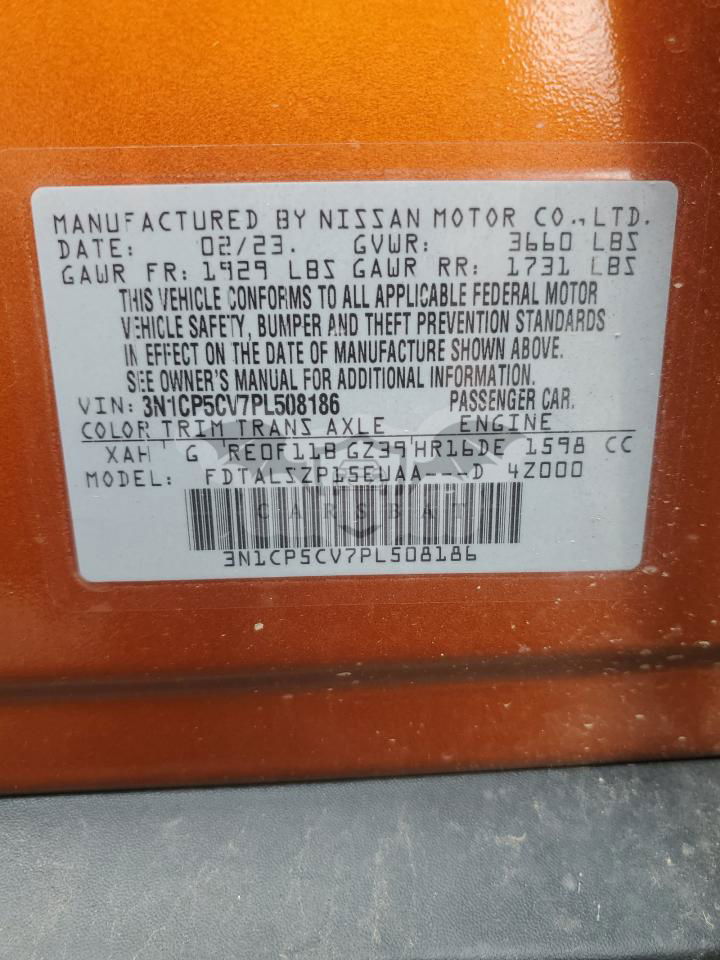 MANUFACTURED BY NISSAN MOTOR CO.,LTD.
DATE: 02/23. GVWR: 3660 LBS
GAWR FR: 1929 LBS GAWR RR: 1731 LBS
THIS VEHICLE CONFORMS TO ALL APPLICABLE FEDERAL MOTOR
VEHICLE SAFETY, BUMPER AND THEFT PREVENTION STANDARDS
IN EFFECT ON THE DATE OF MANUFACTURE SHOWN ABOVE.
SEE OWNER'S MANUAL FOR ADDITIONAL INFORMATION.
VIN: 3N1CP5CV7PL508186 PASSENGER CAR.
COLOR TRIM TRANS AXLE ENGINE
XAH G RE0F11B GZ39 HR16DE 1598 CC
MODEL: FDTALSZP15EUAA---D 4Z000
CARSBAT
3N1CP5CV7PL508186